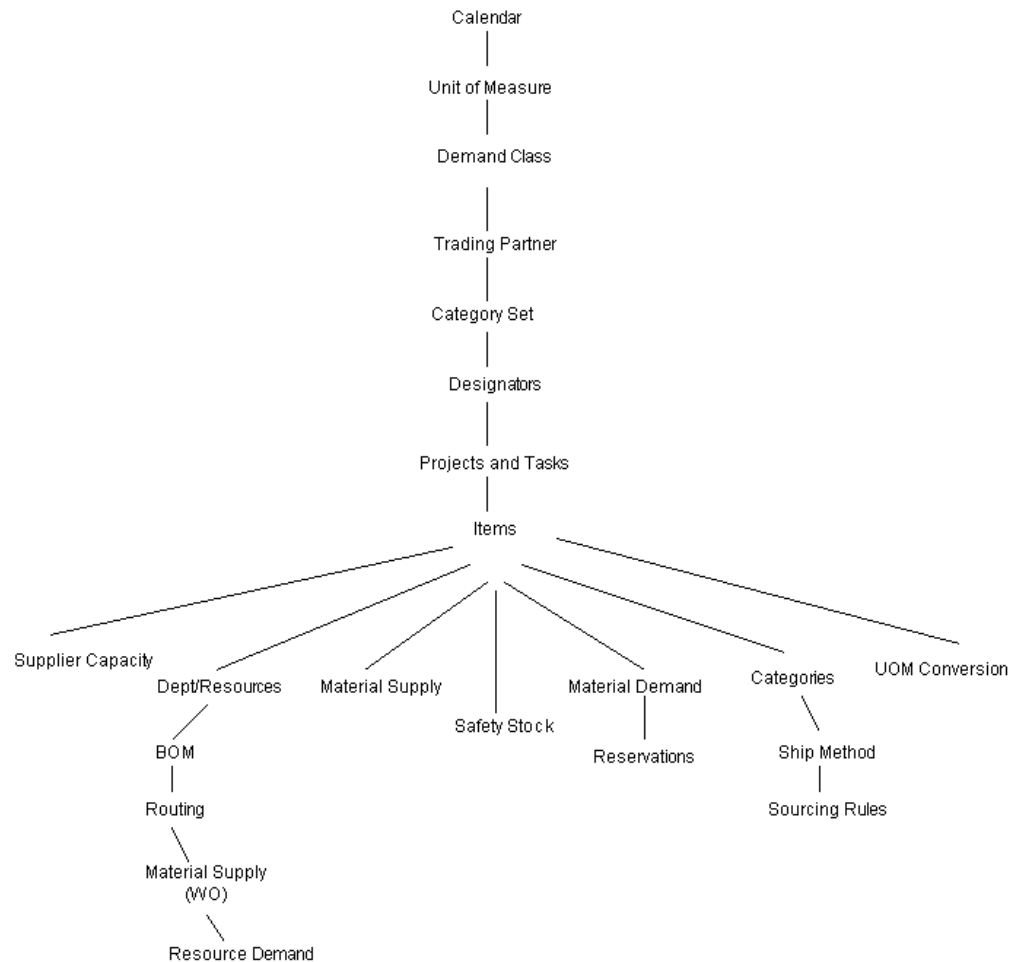 Calendar
Unit of Measure
Demand Class
Trading Partner
Category Set
Designators
Projects and Tasks
Items
Supplier Capacity
Dept/Resources
Material Supply
Safety Stock
Material Demand
Categories
UOM Conversion
BOM
Reservations
Ship Method
Routing
Sourcing Rules
Material Supply
(WO)
Resource Demand